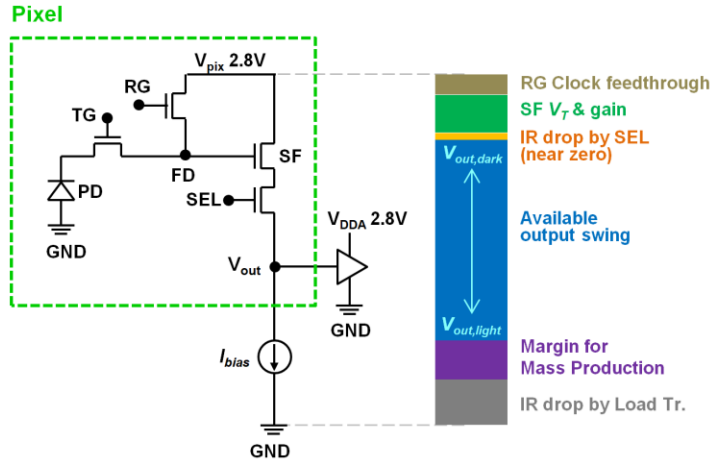 Pixel
Vpix 2.8V
RG
TG
FD
SF
PD
SEL
GND
VDDA 2.8V
Vout
GND
Ibias
GND
RG Clock feedthrough
SF VT & gain
IR drop by SEL
(near zero)
Vout,dark
Available
output swing
Vout,light
Margin for
Mass Production
IR drop by Load Tr.